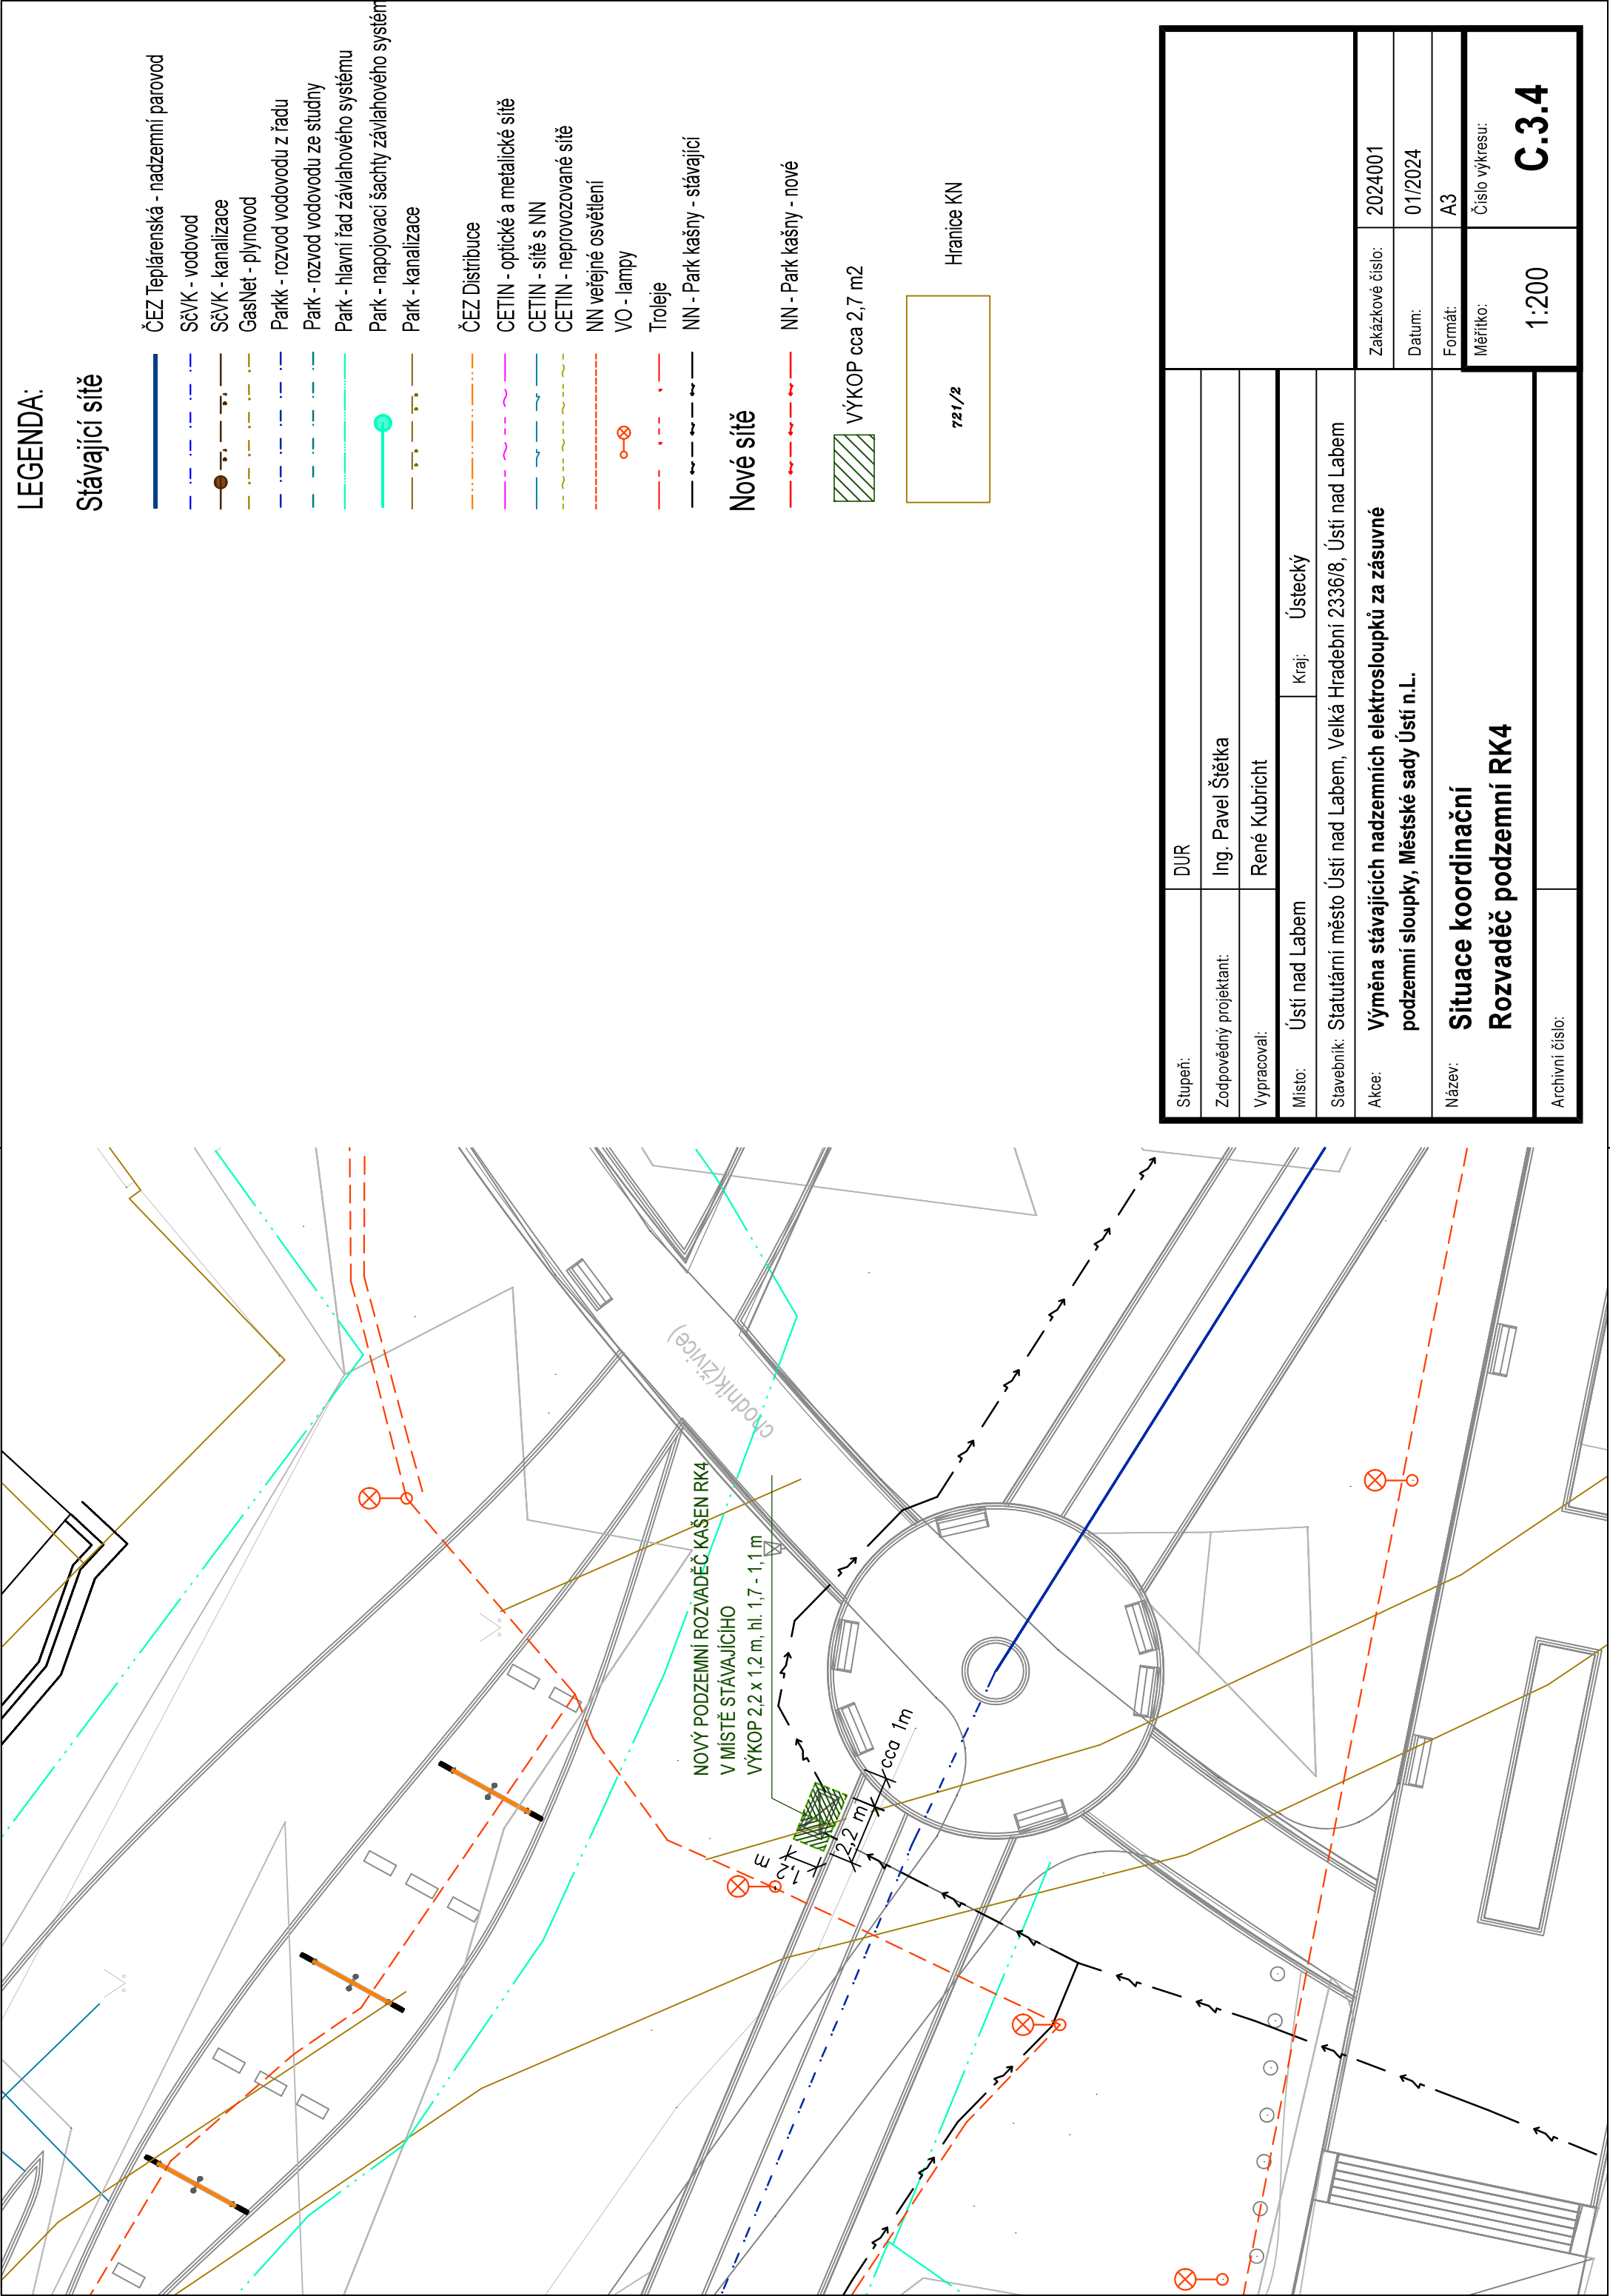 LEGENDA:
Stávající sítě
ČEZ Teplárenská - nadzemní parovod
SčVK - vodovod
SčVK - kanalizace
GasNet - plynovod
Parkk - rozvod vodovodu z řadu
Park - rozvod vodovodu ze studny
Park - hlavní řad závlahového systému
Park - napojovací šachty závlahového systém
Park - kanalizace
ČEZ Distribuce
CETIN - optické a metalické sítě
CETIN - sítě s NN
CETIN - neprovozované sítě
NN veřejné osvětlení
VO - lampy
Troleje
NN - Park kašny - stávající
Nové sítě
NN - Park kašny - nové
VÝKOP cca 2,7 m2
721/2
Hranice KN
chodník(živice)
NOVÝ PODZEMNÍ ROZVADĚČ KAŠEN RK4
V MÍSTĚ STÁVAJÍCÍHO
VÝKOP 2,2 x 1,2 m, hl. 1,7 - 1,1 m
cca 1m
2,2 m
1,2 m
Stupeň: DUR
Zodpovědný projektant: Ing. Pavel Štětka
Vypracoval: René Kubricht
Místo: Ústí nad Labem Kraj: Ústecký
Stavebník: Statutární město Ústí nad Labem, Velká Hradební 2336/8, Ústí nad Labem
Akce: Výměna stávajících nadzemních elektrosloupků za zásuvné
podzemní sloupky, Městské sady Ústí n.L.
Zakázkové číslo: 2024001
Datum: 01/2024
Formát: A3
Název: Situace koordinační
Rozvaděč podzemní RK4
Měřítko: 1:200
Číslo výkresu: C.3.4
Archivní číslo: